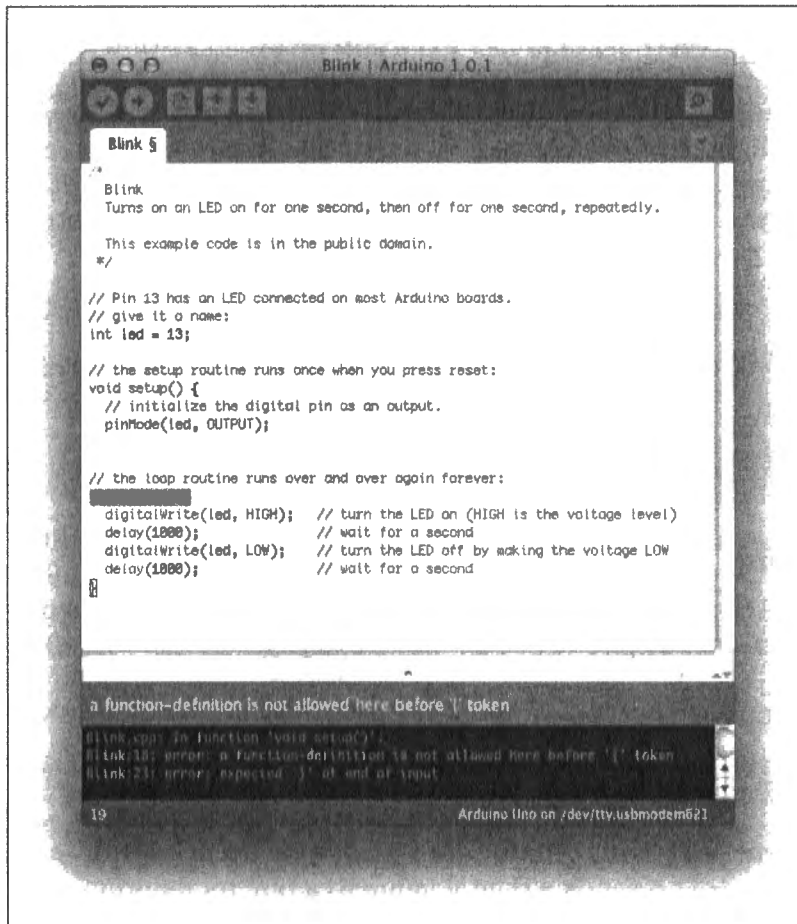 Blink | Arduino 1.0.1
Blink §
/*
Blink
Turns on an LED on for one second, then off for one second, repeatedly.
This example code is in the public domain.
*/
// Pin 13 has an LED connected on most Arduino boards.
// give it a name:
int led = 13;
// the setup routine runs once when you press reset:
void setup() {
// initialize the digital pin as an output.
pinMode(led, OUTPUT);
// the loop routine runs over and over again forever:
digitalWrite(led, HIGH); // turn the LED on (HIGH is the voltage level)
delay(1000); // wait for a second
digitalWrite(led, LOW); // turn the LED off by making the voltage LOW
delay(1000); // wait for a second
}
a function-definition is not allowed here before '{' token
Blink.cpp: In function 'void setup()':
Blink:18: error: a function-definition is not allowed here before '{' token
Blink:23: error: expected '}' at end of input
19
Arduino Uno on /dev/tty.usbmodem621